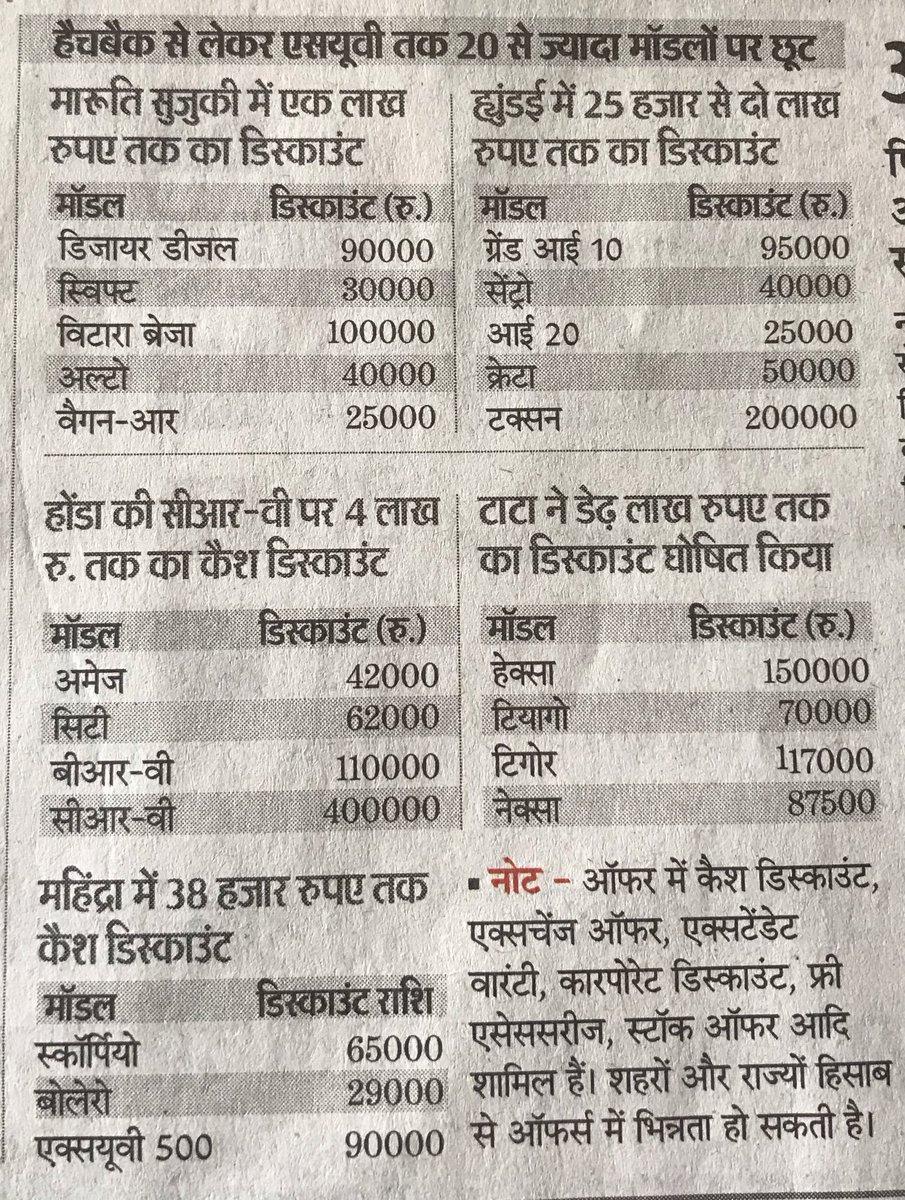 हैचबैक से लेकर एसयूवी तक 20 से ज्यादा मॉडलों पर छूट
मारूति सुजुकी में एक लाख
रुपए तक का डिस्काउंट
मॉडल डिस्काउंट (रु.)
डिजायर डीजल 90000
स्विफ्ट 30000
विटारा ब्रेजा 100000
अल्टो 40000
वैगन-आर 25000
ह्युंडई में 25 हजार से दो लाख
रुपए तक का डिस्काउंट
मॉडल डिस्काउंट (रु.)
ग्रेंड आई 10 95000
सेंट्रो 40000
आई 20 25000
क्रेटा 50000
टक्सन 200000
होंडा की सीआर-वी पर 4 लाख
रु. तक का कैश डिस्काउंट
मॉडल डिस्काउंट (रु.)
अमेज 42000
सिटी 62000
बीआर-वी 110000
सीआर-वी 400000
टाटा ने डेढ़ लाख रुपए तक
का डिस्काउंट घोषित किया
मॉडल डिस्काउंट (रु.)
हेक्सा 150000
टियागो 70000
टिगोर 117000
नेक्सा 87500
महिंद्रा में 38 हजार रुपए तक
कैश डिस्काउंट
मॉडल डिस्काउंट राशि
स्कॉर्पियो 65000
बोलेरो 29000
एक्सयूवी 500 90000
▪ नोट – ऑफर में कैश डिस्काउंट,
एक्सचेंज ऑफर, एक्सटेंडेट
वारंटी, कारपोरेट डिस्काउंट, फ्री
एसेससरीज, स्टॉक ऑफर आदि
शामिल हैं। शहरों और राज्यों हिसाब
से ऑफर्स में भिन्नता हो सकती है।